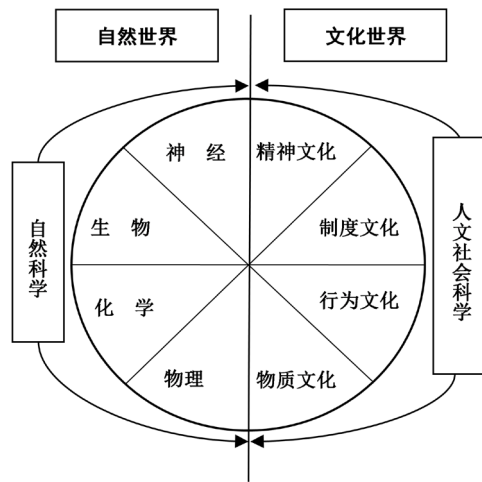 自然世界
文化世界
神 经
精神文化
生 物
制度文化
自然科学
人文社会科学
化 学
行为文化
物理
物质文化